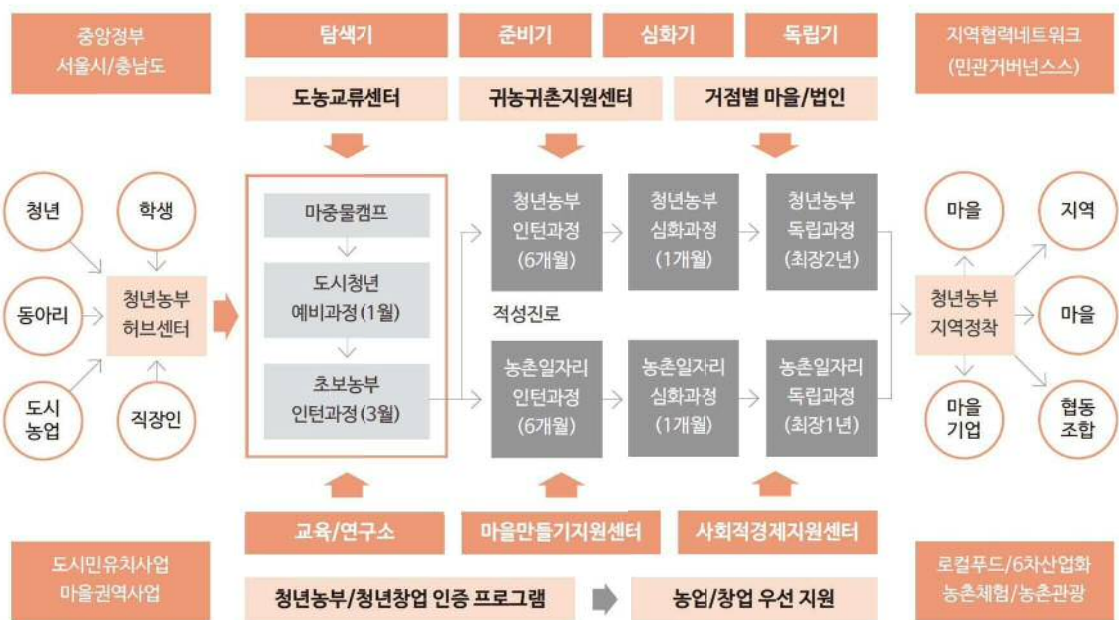 중앙정부
서울시/충남도
탐색기
준비기
심화기
독립기
지역협력네트워크
(민관거버넌스스)
도농교류센터
귀농귀촌지원센터
거점별 마을/법인
청년
학생
동아리
청년농부
허브센터
도시
농업
직장인
마중물캠프
도시청년
예비과정(1월)
초보농부
인턴과정(3월)
청년농부
인턴과정
(6개월)
청년농부
심화과정
(1개월)
청년농부
독립과정
(최장2년)
적성진로
농촌일자리
인턴과정
(6개월)
농촌일자리
심화과정
(1개월)
농촌일자리
독립과정
(최장1년)
마을
지역
청년농부
지역정착
마을
마을
기업
협동
조합
교육/연구소
마을만들기지원센터
사회적경제지원센터
도시민유치사업
마을권역사업
청년농부/청년창업 인증 프로그램
농업/창업 우선 지원
로컬푸드/6차산업화
농촌체험/농촌관광